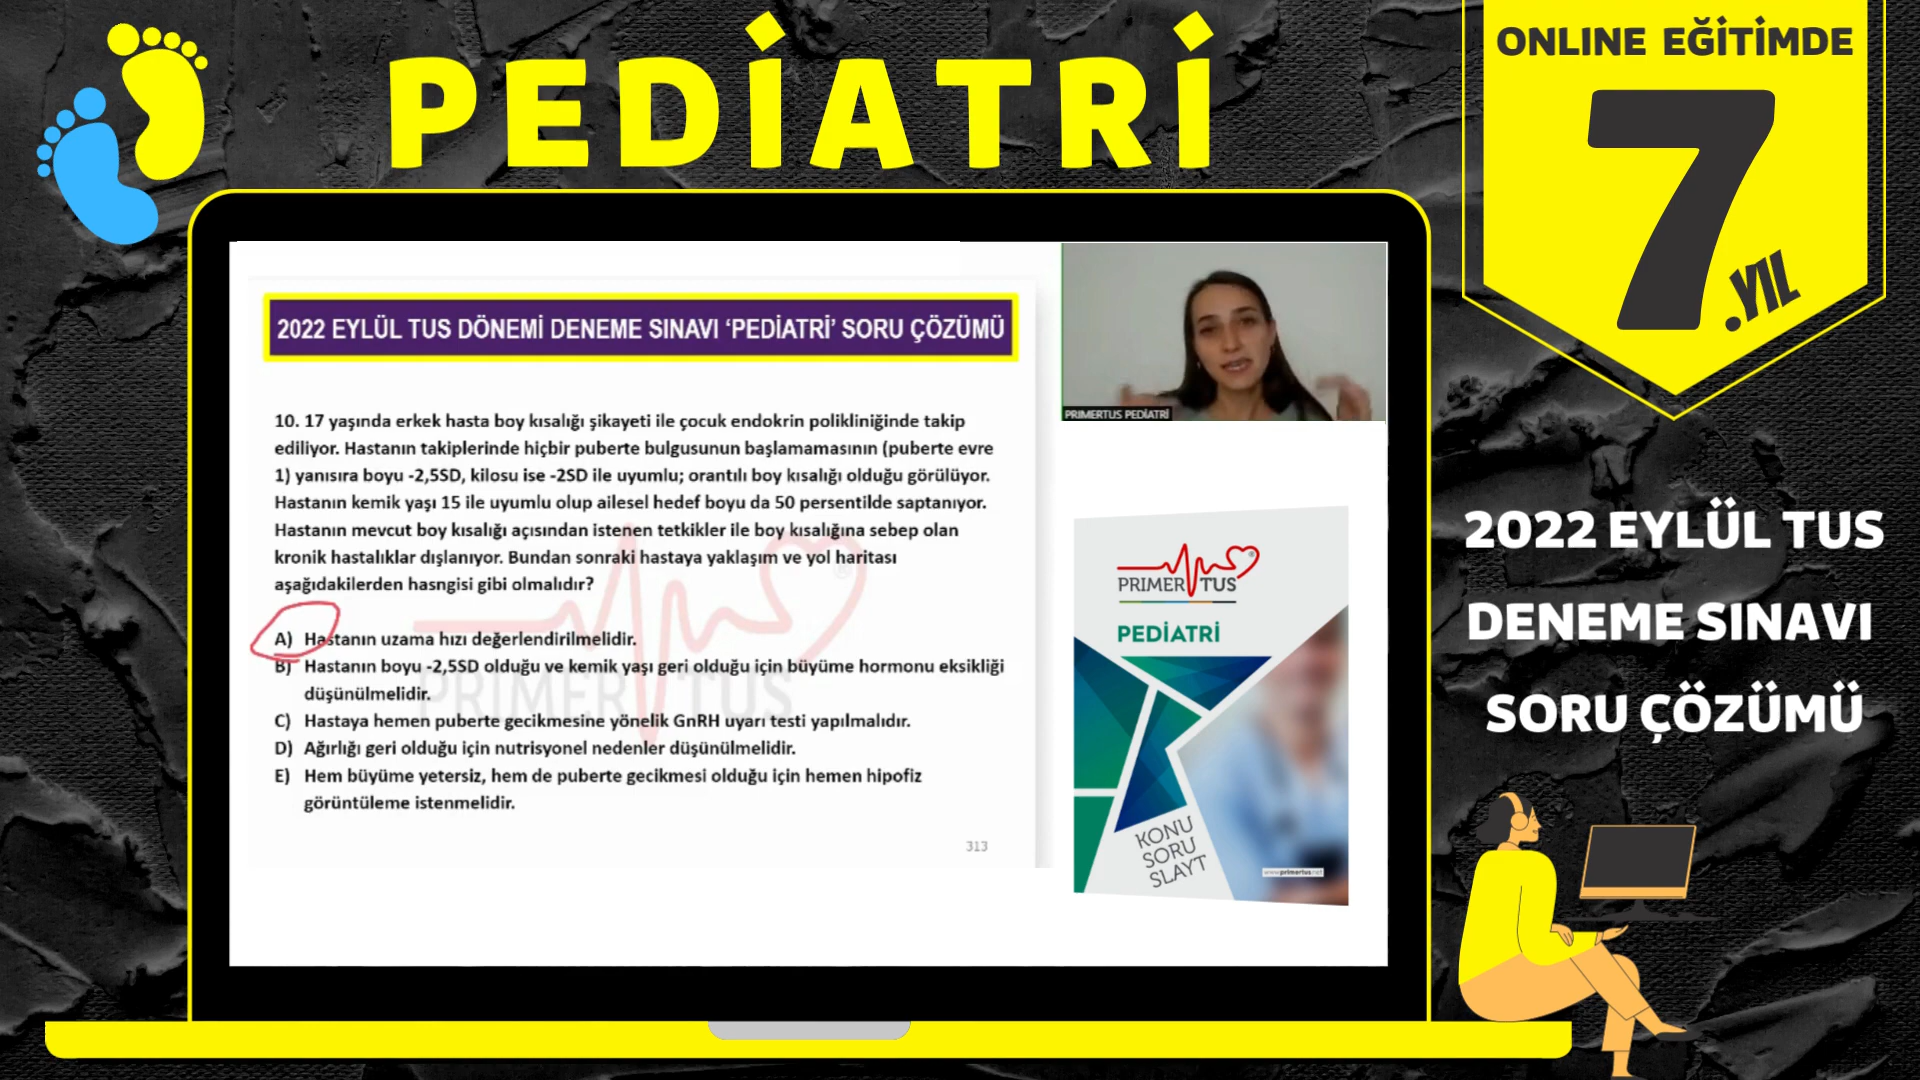 PEDİATRİ
ONLINE EĞİTİMDE
7
.YIL
2022 EYLÜL TUS DÖNEMİ DENEME SINAVI ‘PEDİATRİ’ SORU ÇÖZÜMÜ
10. 17 yaşında erkek hasta boy kısalığı şikayeti ile çocuk endokrin polikliniğinde takip
ediliyor. Hastanın takiplerinde hiçbir puberte bulgusunun başlamamasının (puberte evre
1) yanısıra boyu -2,5SD, kilosu ise -2SD ile uyumlu; orantılı boy kısalığı olduğu görülüyor.
Hastanın kemik yaşı 15 ile uyumlu olup ailesel hedef boyu da 50 persentilde saptanıyor.
Hastanın mevcut boy kısalığı açısından istenen tetkikler ile boy kısalığına sebep olan
kronik hastalıklar dışlanıyor. Bundan sonraki hastaya yaklaşım ve yol haritası
aşağıdakilerden hasngisi gibi olmalıdır?
A) Hastanın uzama hızı değerlendirilmelidir.
B) Hastanın boyu -2,5SD olduğu ve kemik yaşı geri olduğu için büyüme hormonu eksikliği
düşünülmelidir.
C) Hastaya hemen puberte gecikmesine yönelik GnRH uyarı testi yapılmalıdır.
D) Ağırlığı geri olduğu için nutrisyonel nedenler düşünülmelidir.
E) Hem büyüme yetersiz, hem de puberte gecikmesi olduğu için hemen hipofiz
görüntüleme istenmelidir.
PRIMER TUS
313
PRIMERTUS PEDİATRİ
PRIMER TUS
PEDİATRİ
KONU
SORU
SLAYT
www.primertus.net
2022 EYLÜL TUS
DENEME SINAVI
SORU ÇÖZÜMÜ